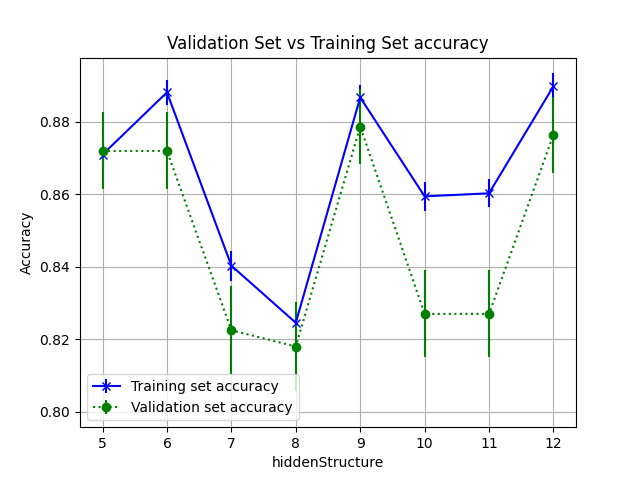 Validation Set vs Training Set accuracy
Accuracy
0.88
0.86
0.84
0.82
0.80
Training set accuracy
Validation set accuracy
5 6 7 8 9 10 11 12
hiddenStructure